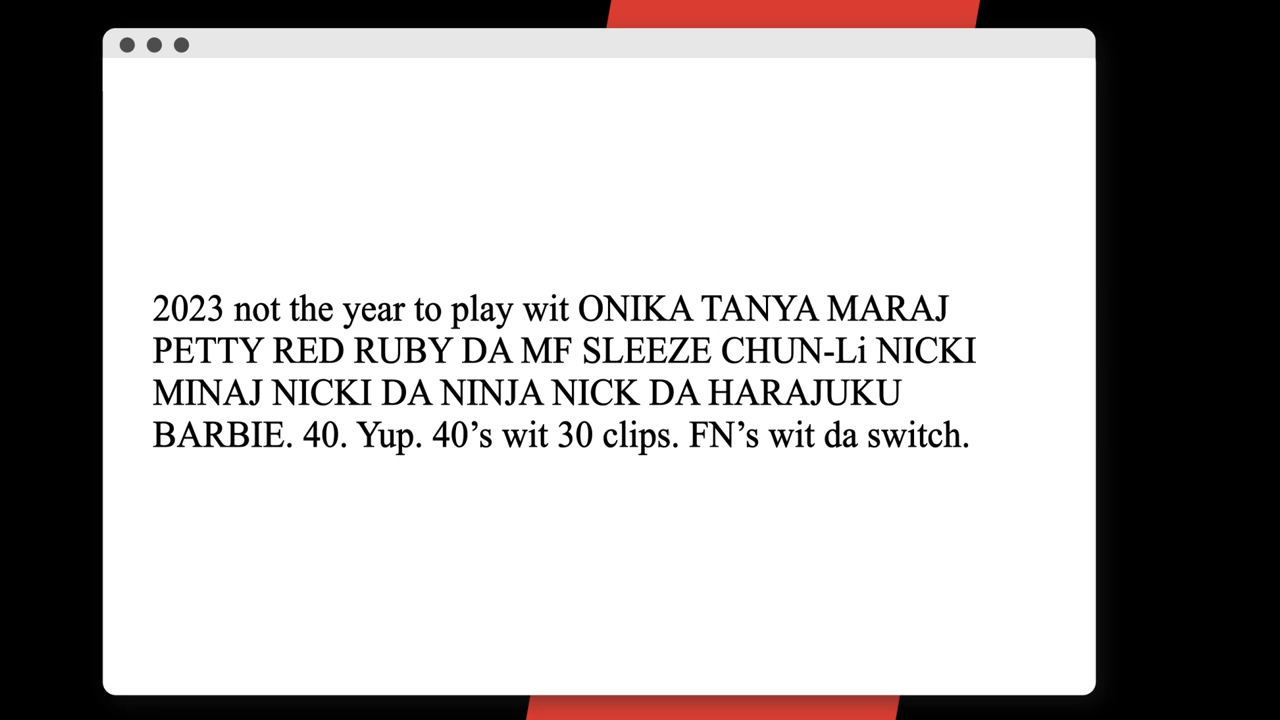 2023 not the year to play wit ONIKA TANYA MARAJ
PETTY RED RUBY DA MF SLEEZE CHUN-Li NICKI
MINAJ NICKI DA NINJA NICK DA HARAJUKU
BARBIE. 40. Yup. 40’s wit 30 clips. FN’s wit da switch.